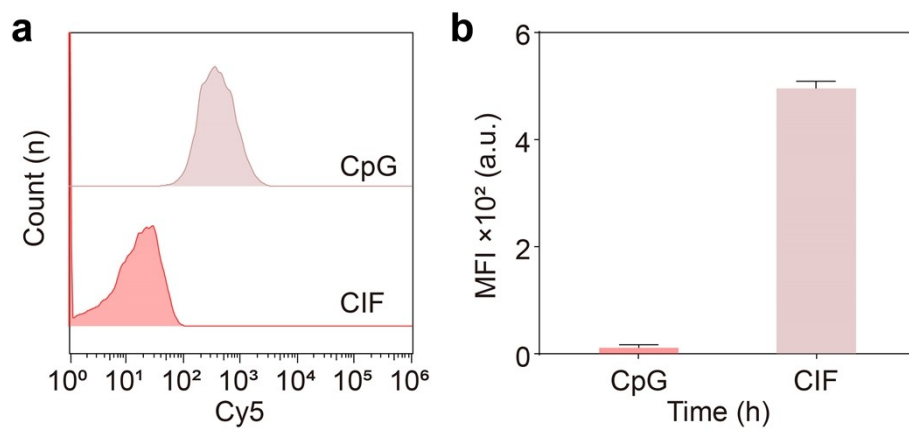 a
Count (n)
CpG
CIF
10⁰ 10¹ 10² 10³ 10⁴ 10⁵ 10⁶
Cy5
b
MFI ×10² (a.u.)
6
4
2
0
CpG CIF
Time (h)